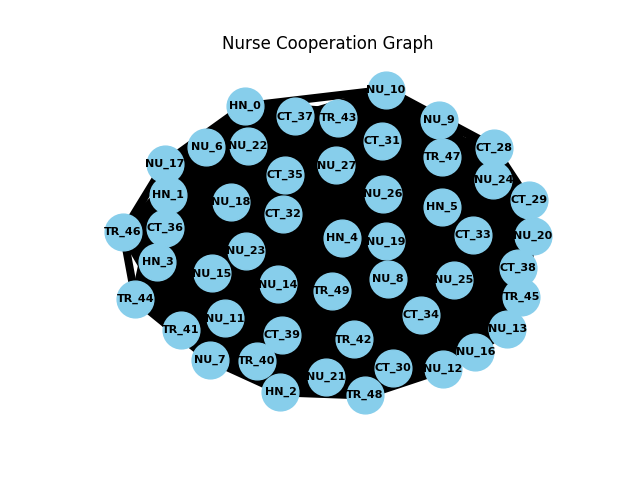 Nurse Cooperation Graph
NU_10
HN_0
CT_37
TR_43
NU_9
CT_31
NU_6
NU_22
CT_28
TR_47
NU_17
NU_27
CT_35
NU_24
HN_1
NU_26
CT_29
NU_18
HN_5
CT_32
CT_36
TR_46
CT_33
NU_20
HN_4
NU_19
NU_23
HN_3
CT_38
NU_15
NU_8
NU_25
NU_14
TR_49
TR_45
TR_44
CT_34
NU_11
NU_13
TR_41
CT_39
TR_42
NU_16
NU_7
TR_40
CT_30
NU_12
NU_21
HN_2
TR_48